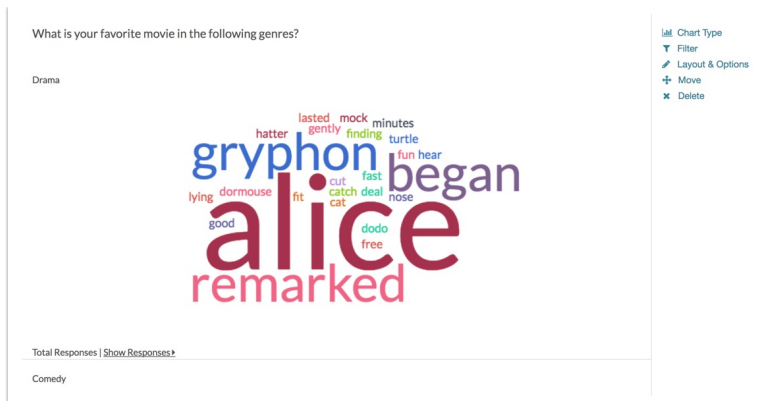 What is your favorite movie in the following genres?
Chart Type
Filter
Layout & Options
Move
Delete
Drama
lasted mock minutes
hatter gently finding turtle
gryphon fun hear
cut fast began
lying dormouse fit catch deal nose
cat
alice
good dodo
free
remarked
Total Responses | Show Responses
Comedy